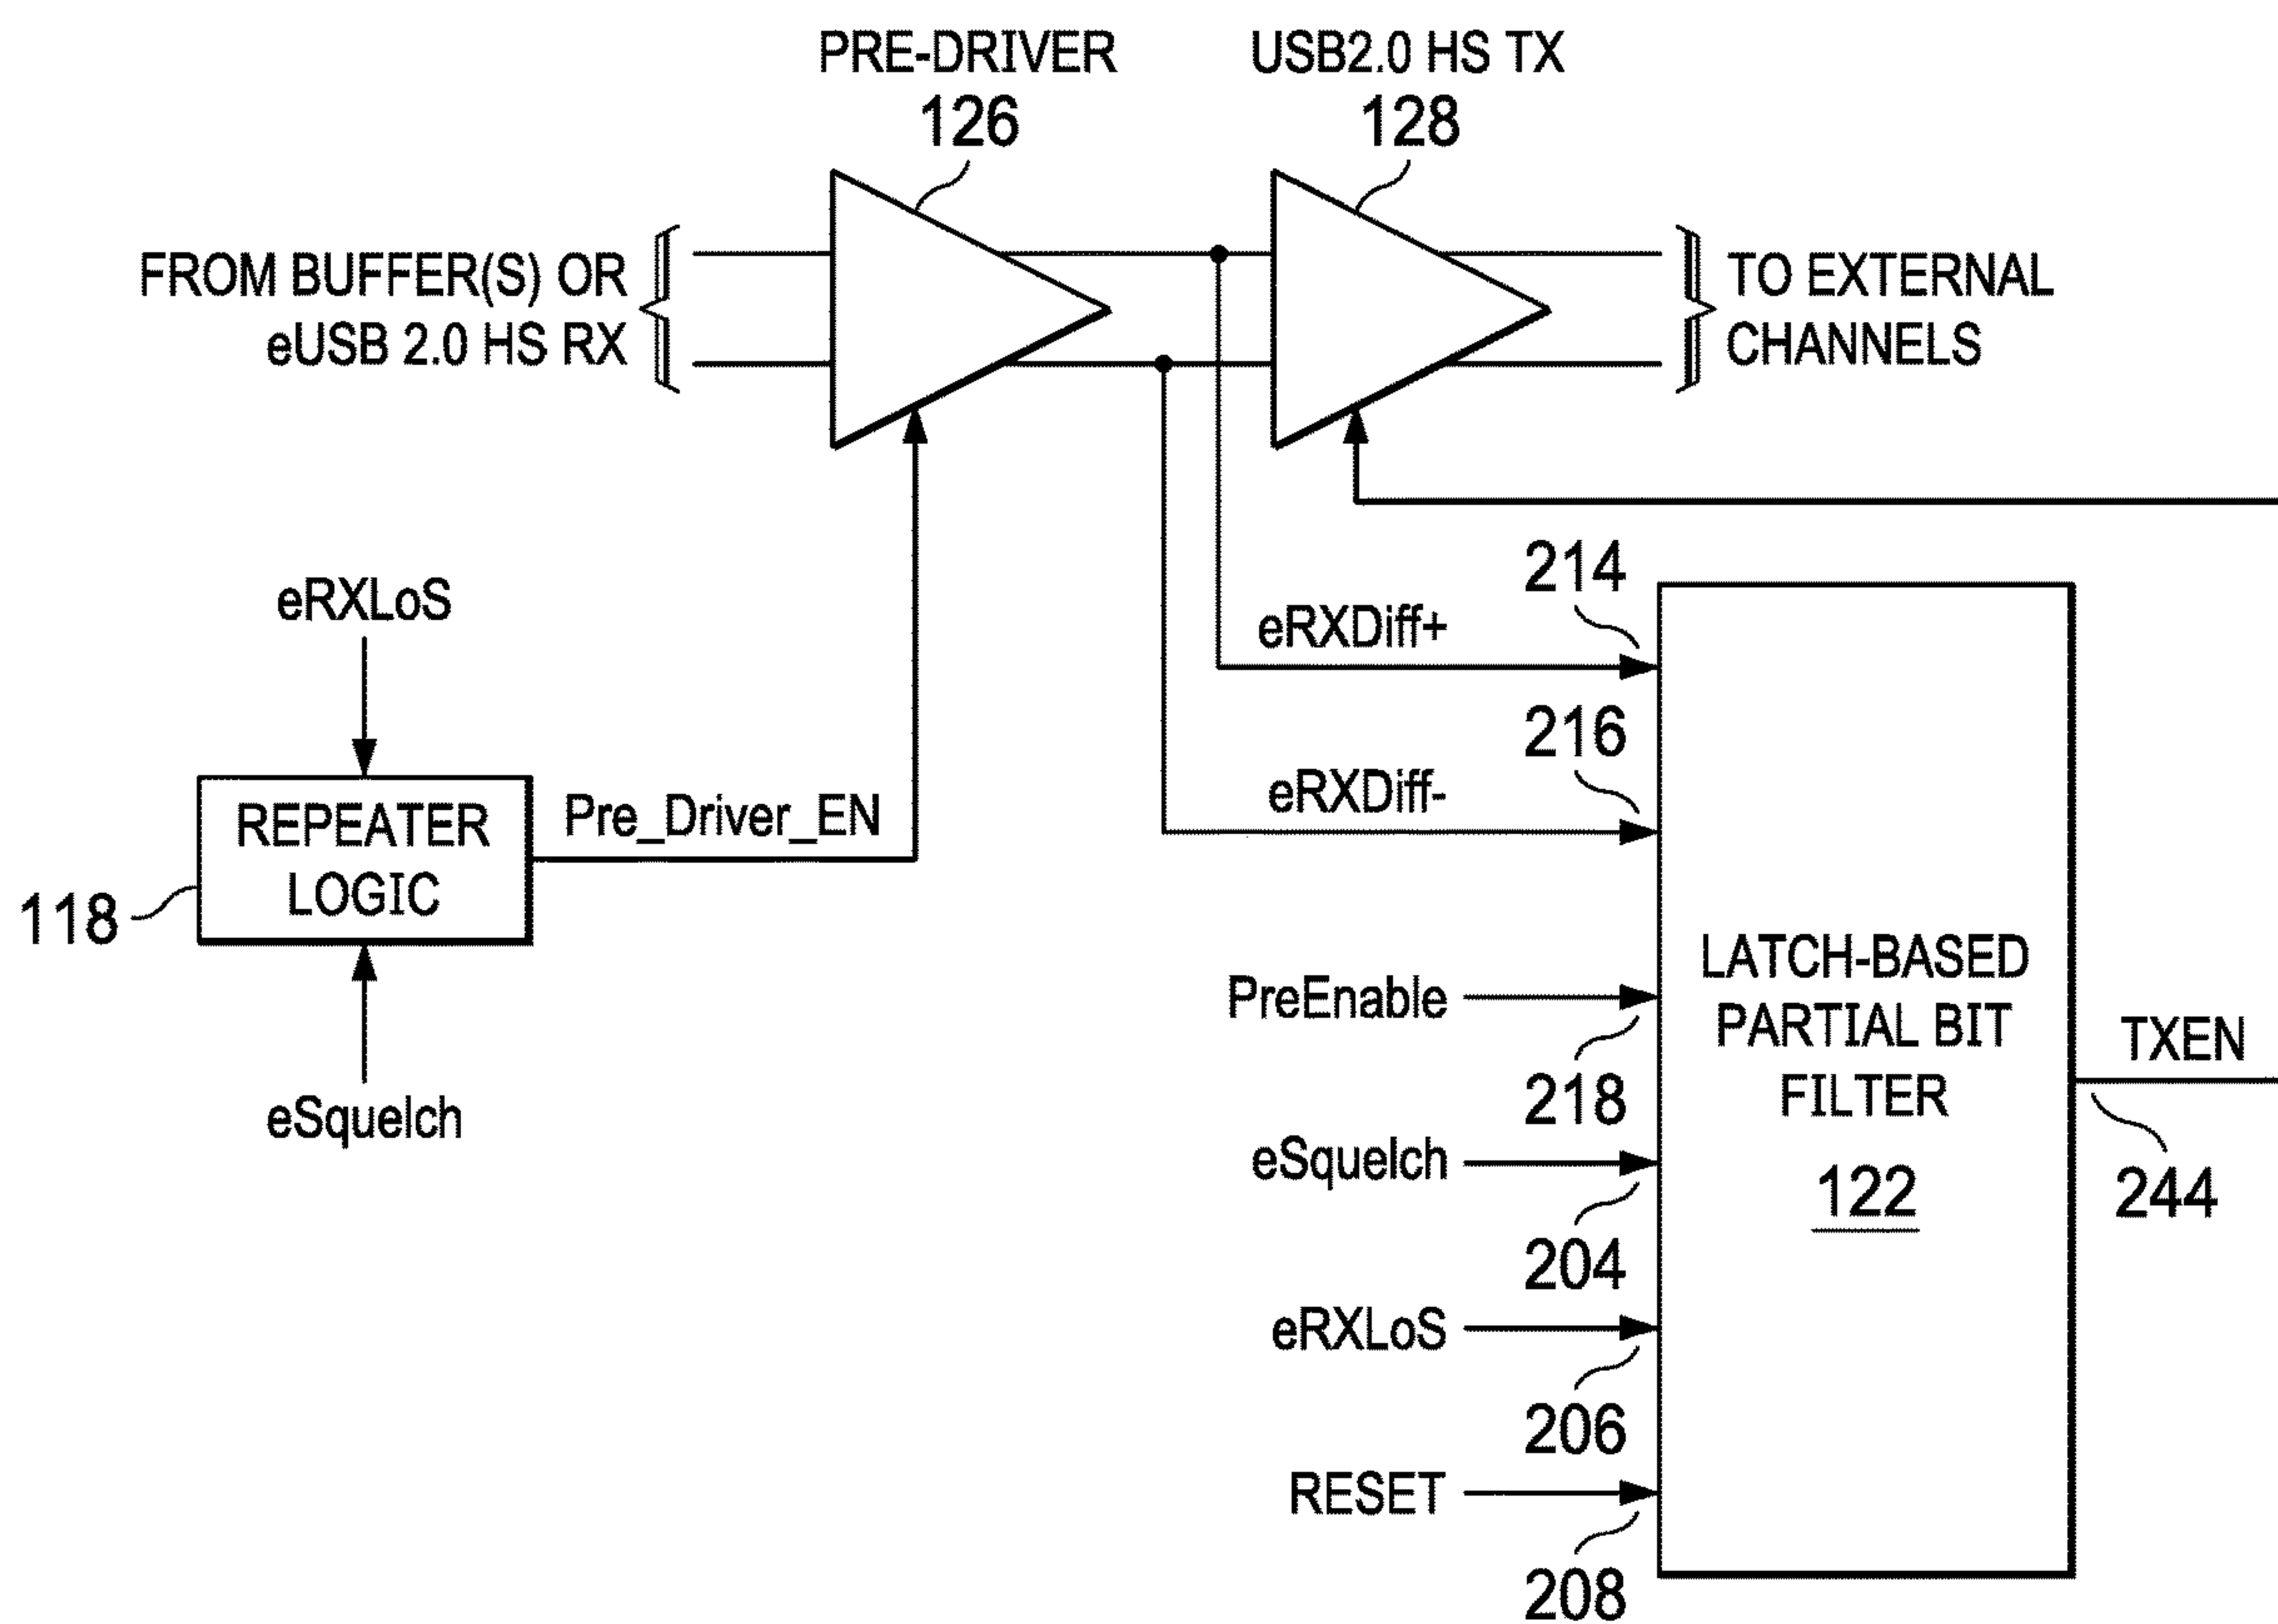 PRE-DRIVER
126
USB2.0 HS TX
128
FROM BUFFER(S) OR
eUSB 2.0 HS RX
TO EXTERNAL
CHANNELS
eRXLoS
REPEATER
LOGIC
118
eSquelch
Pre_Driver_EN
214
eRXDiff+
216
eRXDiff-
PreEnable
218
eSquelch
204
eRXLoS
206
RESET
208
LATCH-BASED
PARTIAL BIT
FILTER
122
TXEN
244